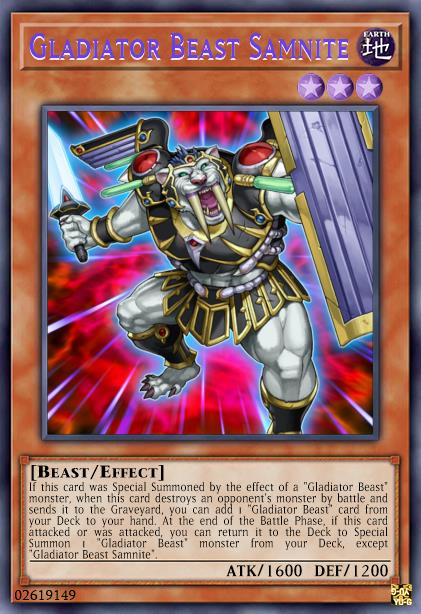 GLADIATOR BEAST SAMNITE
EARTH
地
[BEAST/EFFECT]
If this card was Special Summoned by the effect of a "Gladiator Beast"
monster, when this card destroys an opponent's monster by battle and
sends it to the Graveyard, you can add 1 "Gladiator Beast" card from
your Deck to your hand. At the end of the Battle Phase, if this card
attacked or was attacked, you can return it to the Deck to Special
Summon 1 "Gladiator Beast" monster from your Deck, except
"Gladiator Beast Samnite".
ATK/1600 DEF/1200
02619149